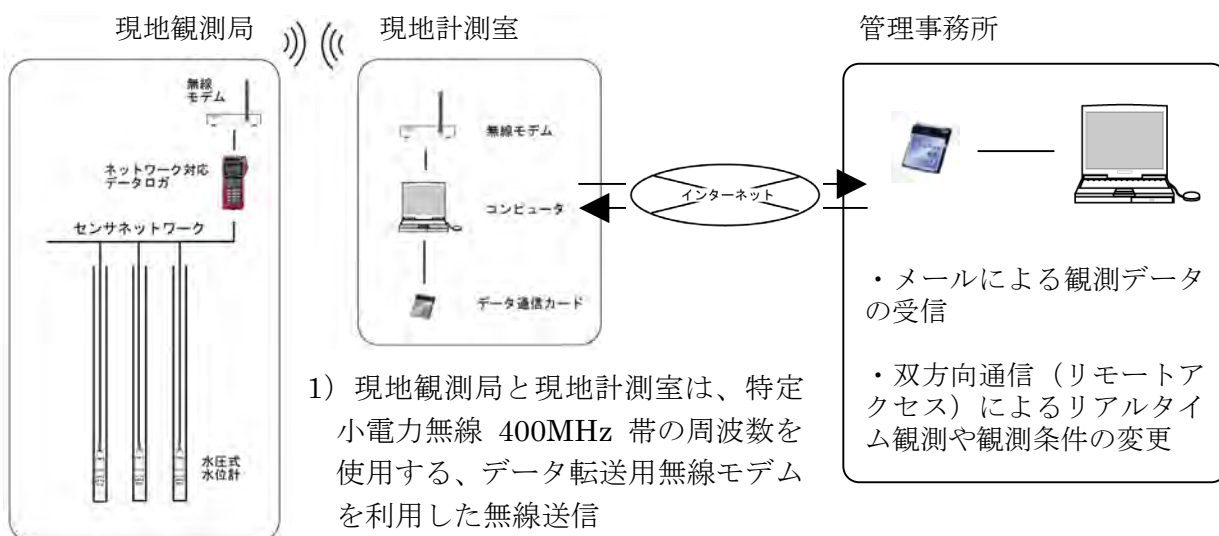 現地観測局
現地計測室
管理事務所
無線
モデム
ネットワーク対応
データロガ
センサネットワーク
水圧式
水位計
無線モデム
コンピュータ
データ通信カード
インターネット
・メールによる観測データ
の受信
・双方向通信（リモートア
クセス）によるリアルタイ
ム観測や観測条件の変更
1）現地観測局と現地計測室は、特定
小電力無線 400MHz 帯の周波数を
使用する、データ転送用無線モデム
を利用した無線送信